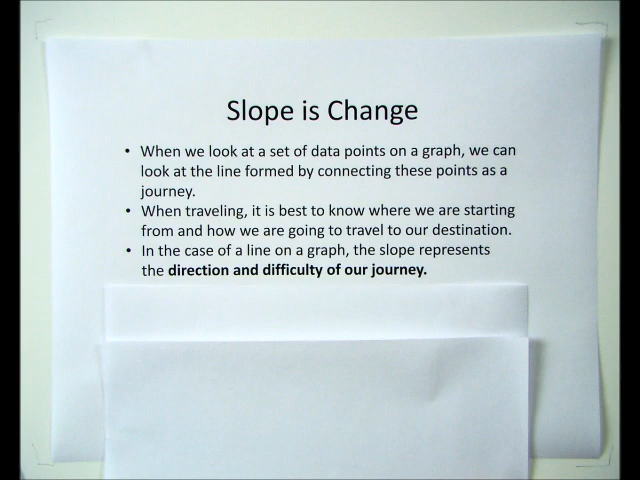 Slope is Change
• When we look at a set of data points on a graph, we can
look at the line formed by connecting these points as a
journey.
• When traveling, it is best to know where we are starting
from and how we are going to travel to our destination.
• In the case of a line on a graph, the slope represents
the direction and difficulty of our journey.